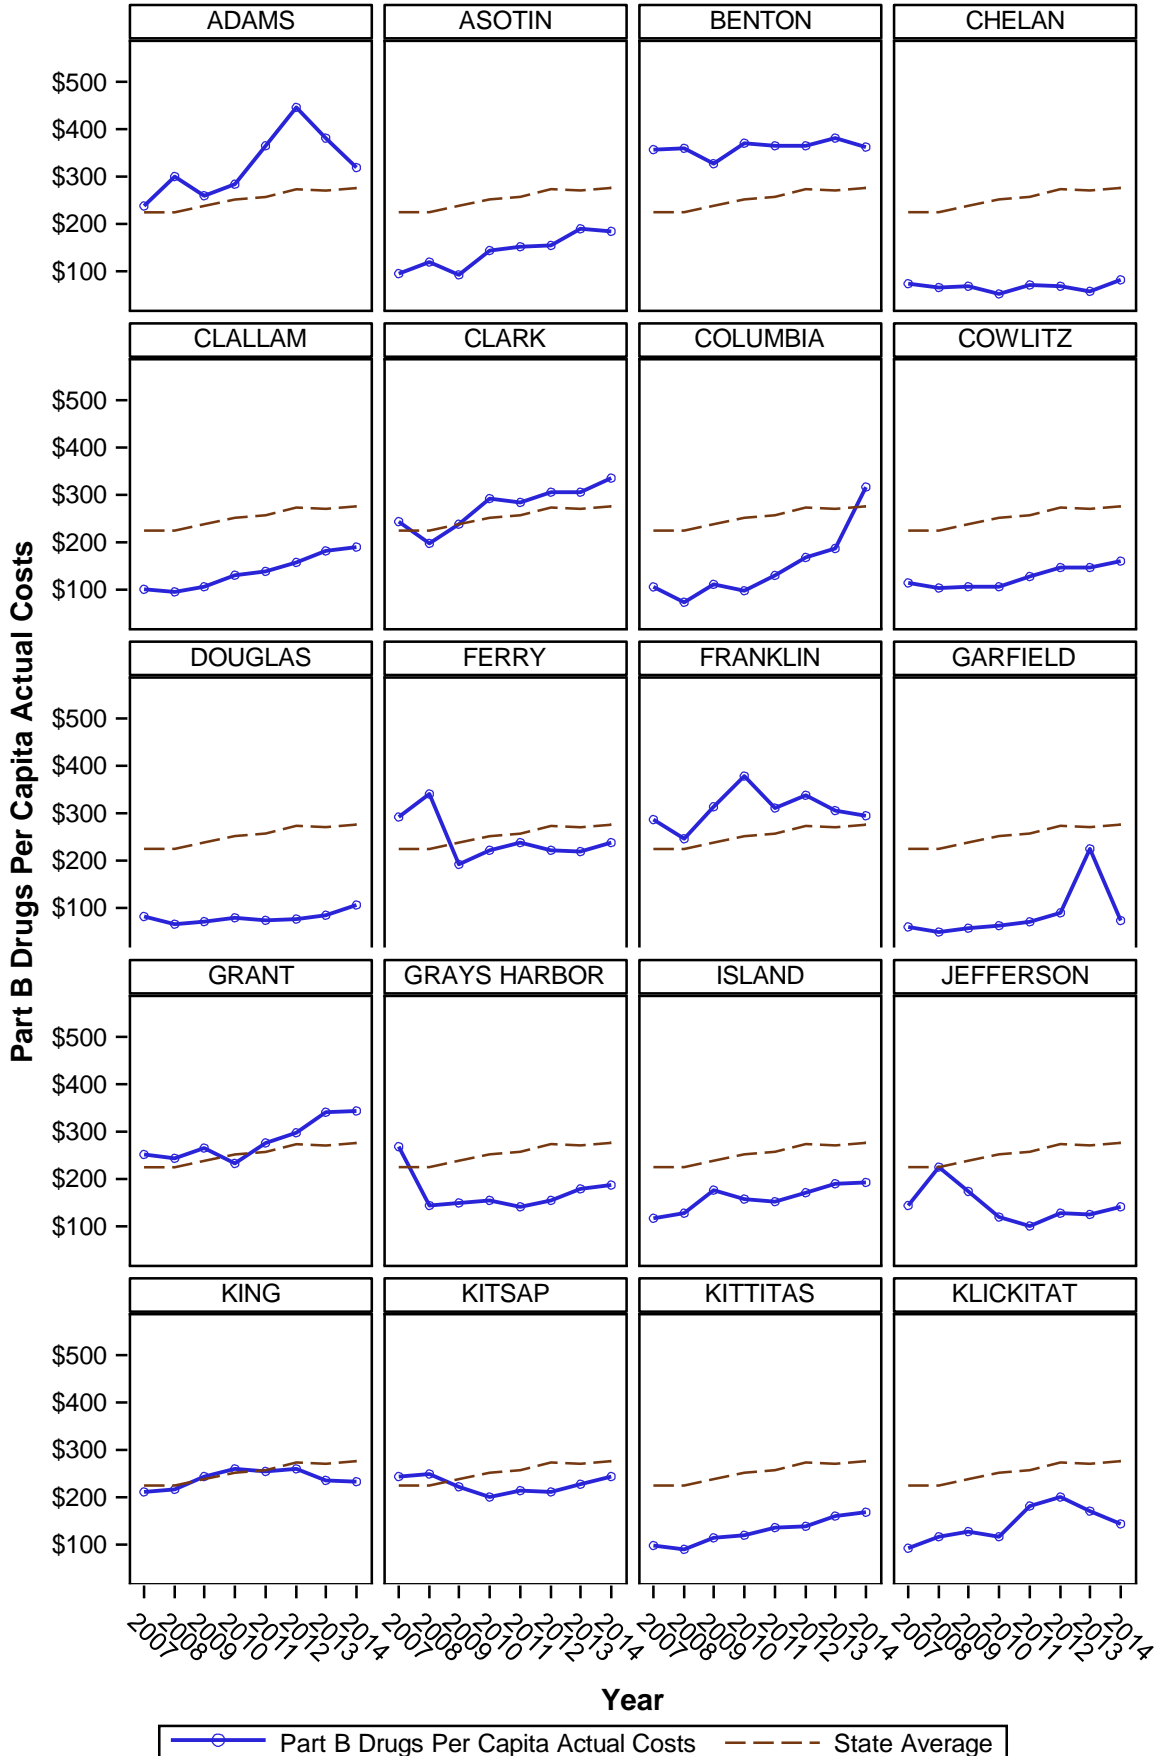 Part B Drugs Per Capita Actual Costs
ADAMS ASOTIN BENTON CHELAN
$500
$400
$300
$200
$100
CLALLAM CLARK COLUMBIA COWLITZ
$500
$400
$300
$200
$100
DOUGLAS FERRY FRANKLIN GARFIELD
$500
$400
$300
$200
$100
GRANT GRAYS HARBOR ISLAND JEFFERSON
$500
$400
$300
$200
$100
KING KITSAP KITTITAS KLICKITAT
$500
$400
$300
$200
$100
2007 2008 2009 2010 2011 2012 2013 2014 2007 2008 2009 2010 2011 2012 2013 2014 2007 2008 2009 2010 2011 2012 2013 2014 2007 2008 2009 2010 2011 2012 2013 2014
Year
Part B Drugs Per Capita Actual Costs State Average